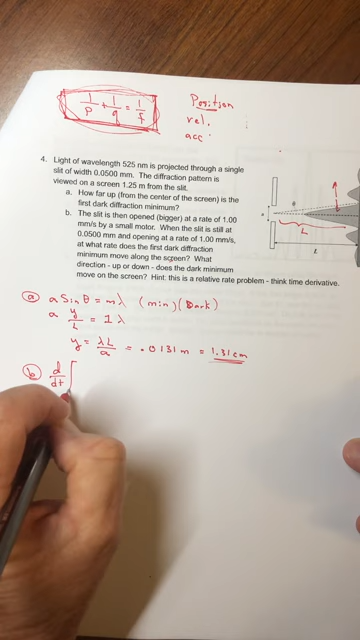 1/p + 1/q = 1/f
Position
vel.
acc
4. Light of wavelength 525 nm is projected through a single
slit of width 0.0500 mm. The diffraction pattern is
viewed on a screen 1.25 m from the slit.
a. How far up (from the center of the screen) is the
first dark diffraction minimum?
b. The slit is then opened (bigger) at a rate of 1.00
mm/s by a small motor. When the slit is still at
0.0500 mm and opening at a rate of 1.00 mm/s,
at what rate does the first dark diffraction
minimum move along the screen? What
direction - up or down - does the dark minimum
move on the screen? Hint: this is a relative rate problem - think time derivative.
θ
a
L
L
(a) a Sin θ = mλ (min) (Dark)
a y/L = 1 λ
y = λL/a = .0131 m = 1.31 cm
(b) d/dt [